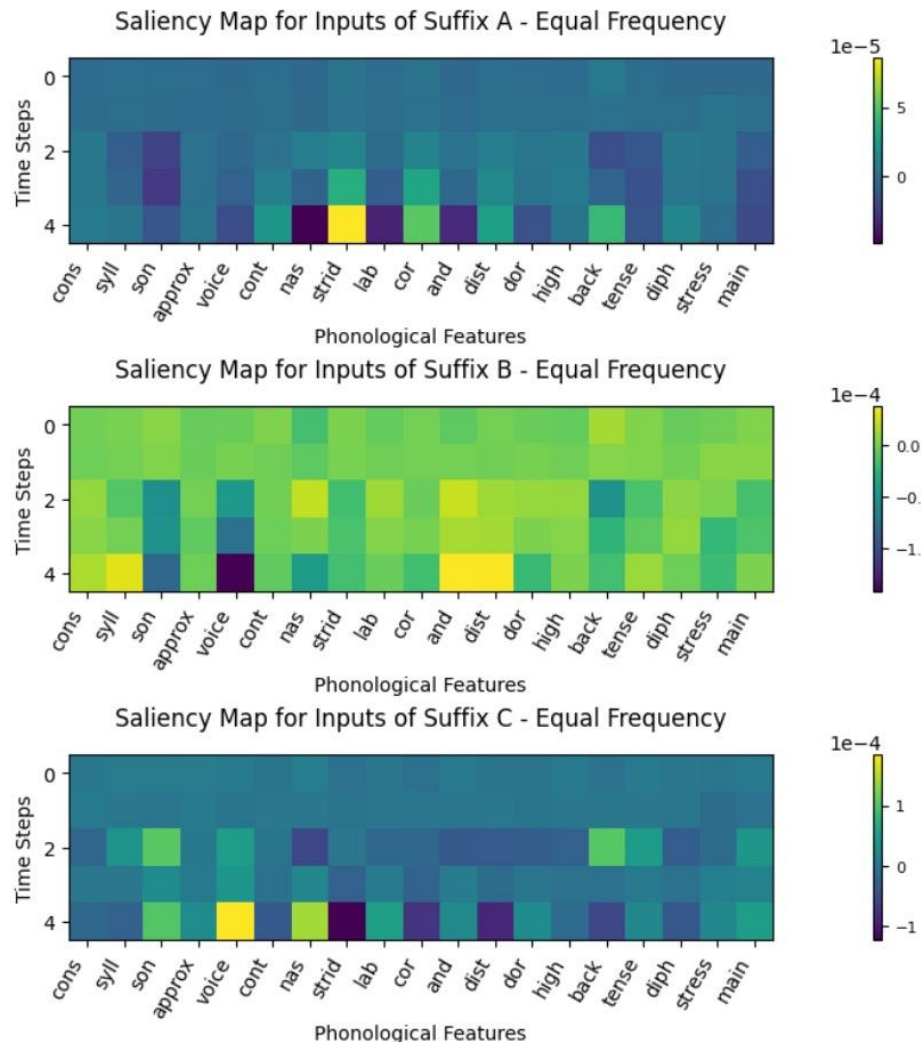 Saliency Map for Inputs of Suffix A - Equal Frequency
1e−5
0
2
4
Time Steps
5
0
cons syll son approx voice cont nas strid lab cor and dist dor high back tense diph stress main
Phonological Features
Saliency Map for Inputs of Suffix B - Equal Frequency
1e−4
0
2
4
Time Steps
0.0
−0.
−1.
cons syll son approx voice cont nas strid lab cor and dist dor high back tense diph stress main
Phonological Features
Saliency Map for Inputs of Suffix C - Equal Frequency
1e−4
0
2
4
Time Steps
1
0
−1
cons syll son approx voice cont nas strid lab cor and dist dor high back tense diph stress main
Phonological Features